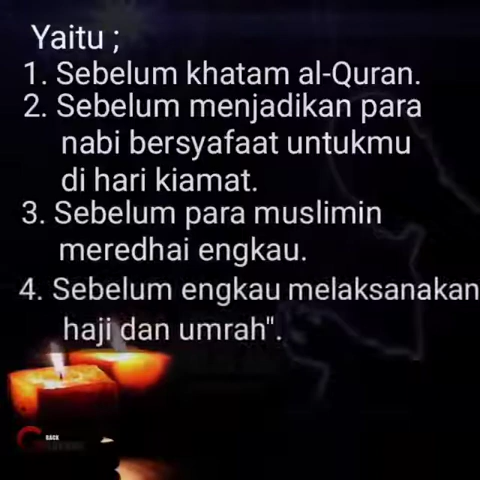 Yaitu ;
1. Sebelum khatam al-Quran.
2. Sebelum menjadikan para
nabi bersyafaat untukmu
di hari kiamat.
3. Sebelum para muslimin
meredhai engkau.
4. Sebelum engkau melaksanakan
haji dan umrah".
BACK